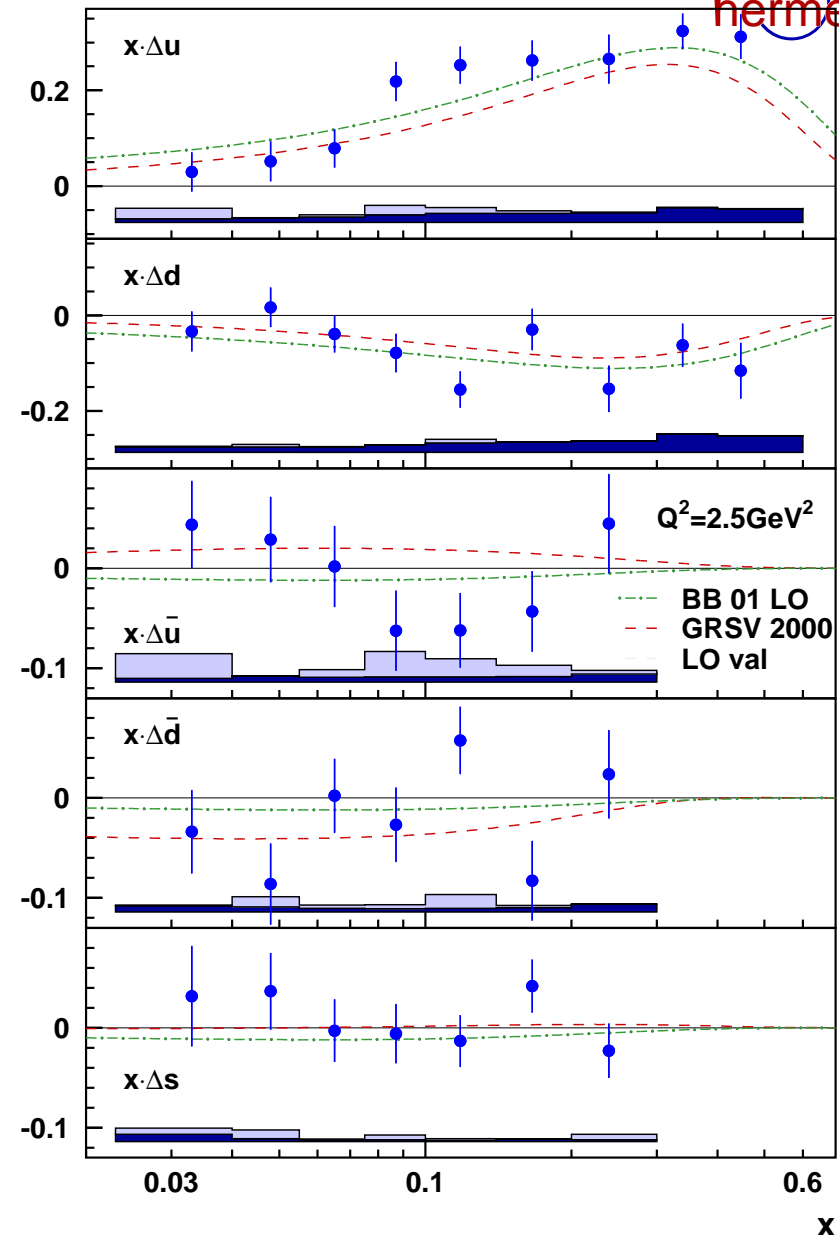 herme
x·Δu
0.2
0
x·Δd
0
-0.2
Q²=2.5GeV²
0
BB 01 LO
GRSV 2000
LO val
x·Δū
-0.1
x·Δd̄
0
-0.1
0
x·Δs
-0.1
0.03 0.1 0.6
x